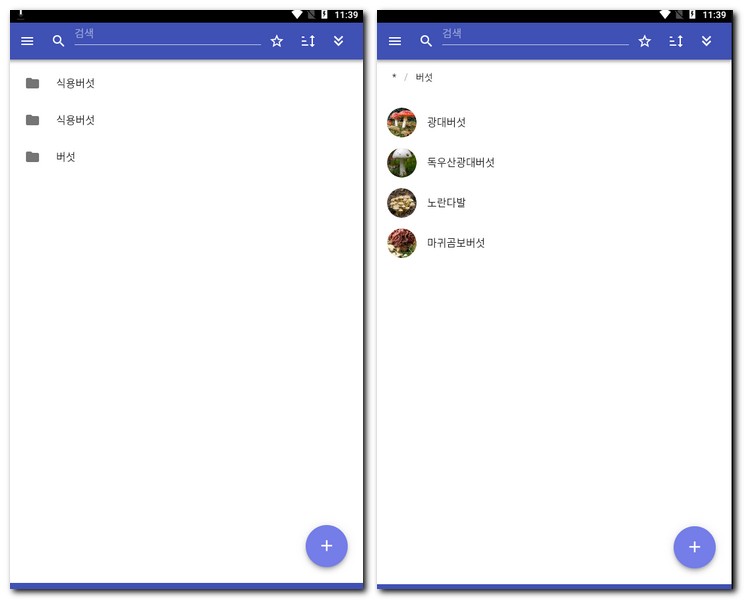 11:39
검색
식용버섯
식용버섯
버섯
11:39
검색
* / 버섯
광대버섯
독우산광대버섯
노란다발
마귀곰보버섯